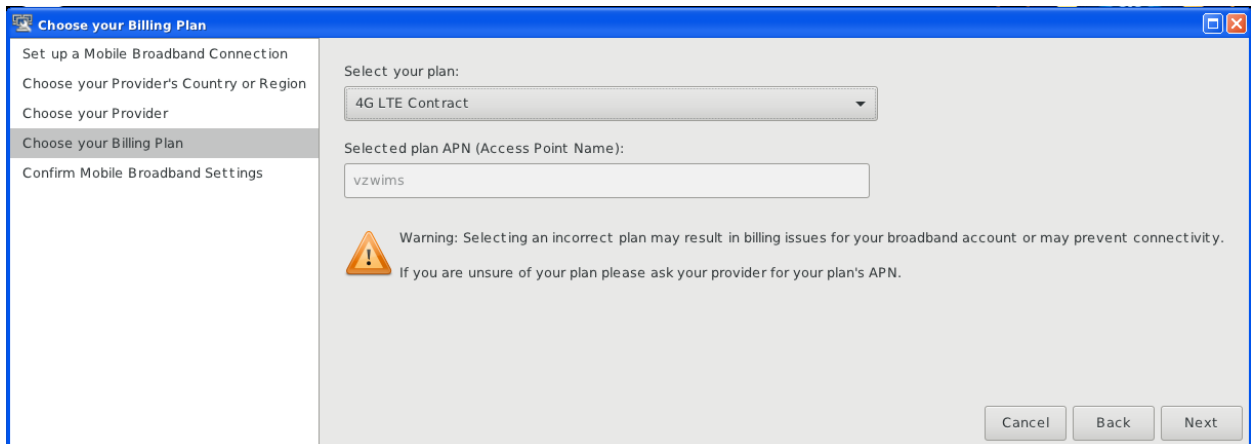 Choose your Billing Plan
Set up a Mobile Broadband Connection
Choose your Provider's Country or Region
Choose your Provider
Choose your Billing Plan
Confirm Mobile Broadband Settings
Select your plan:
4G LTE Contract
Selected plan APN (Access Point Name):
vzwims
Warning: Selecting an incorrect plan may result in billing issues for your broadband account or may prevent connectivity.
If you are unsure of your plan please ask your provider for your plan's APN.
Cancel
Back
Next